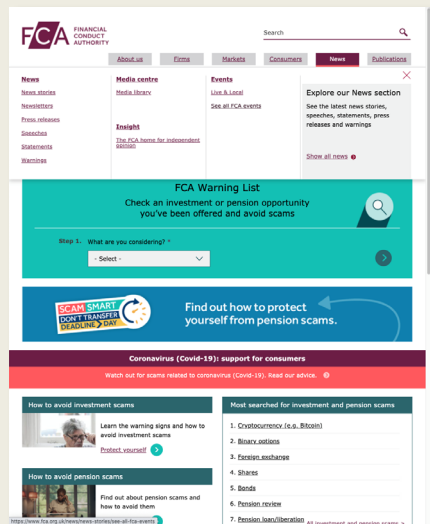 FCA FINANCIAL
CONDUCT
AUTHORITY
Search
About us Firms Markets Consumers News Publications
News
News stories
Newsletters
Press releases
Speeches
Statements
Warnings
Media centre
Media library
Insight
The FCA home for independent
opinion
Events
Live & Local
See all FCA events
Explore our News section
See the latest news stories,
speeches, statements, press
releases and warnings
Show all news
FCA Warning List
Check an investment or pension opportunity
you've been offered and avoid scams
Step 1. What are you considering? *
- Select -
SCAM SMART
DON'T TRANSFER
DEADLINE DAY
Find out how to protect
yourself from pension scams.
Coronavirus (Covid-19): support for consumers
Watch out for scams related to coronavirus (Covid-19). Read our advice.
How to avoid investment scams
Learn the warning signs and how to
avoid investment scams
Protect yourself
How to avoid pension scams
Find out about pension scams and
how to avoid them
Most searched for investment and pension scams
1. Cryptocurrency (e.g. Bitcoin)
2. Binary options
3. Foreign exchange
4. Shares
5. Bonds
6. Pension review
7. Pension loan/liberation
All investment and pension scams >
https://www.fca.org.uk/news/news-stories/see-all-fca-events